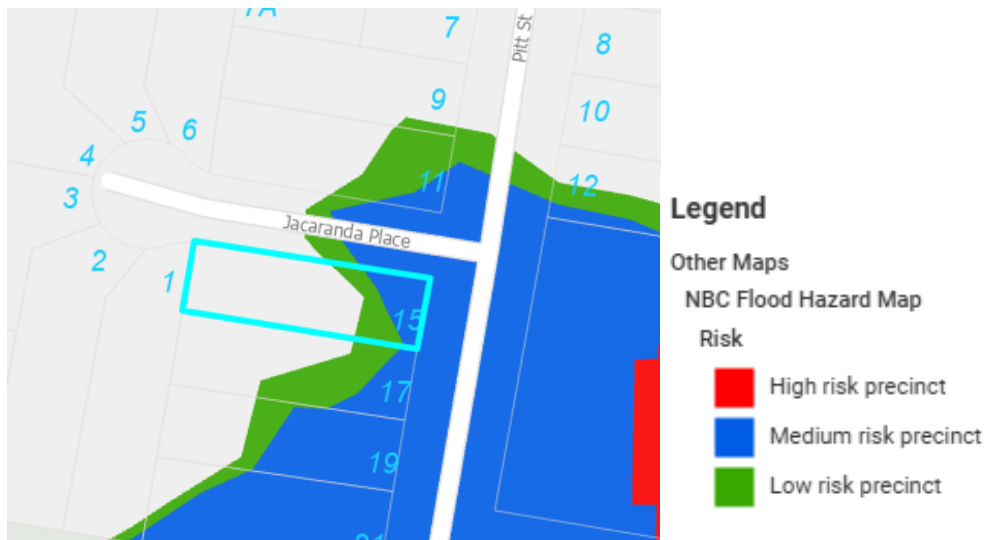 7A
7
Pitt St
8
9
10
5
6
4
11
12
3
Jacaranda Place
2
1
15
17
19
21
Legend
Other Maps
NBC Flood Hazard Map
Risk
High risk precinct
Medium risk precinct
Low risk precinct